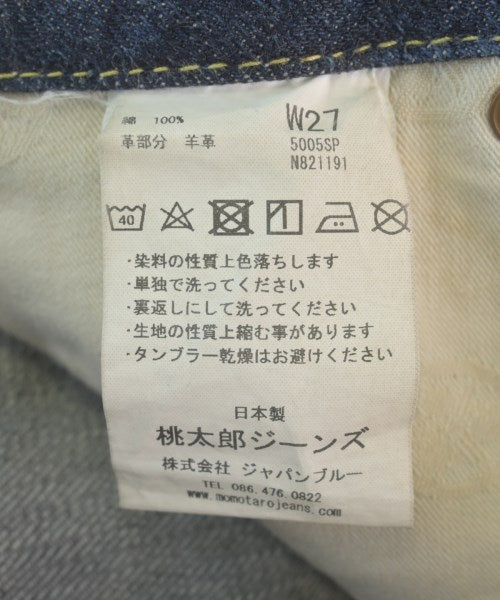 綿 100%
革部分 羊革
W27
5005SP
N821191
40
・染料の性質上色落ちします
・単独で洗ってください
・裏返しにして洗ってください
・生地の性質上縮む事があります
・タンブラー乾燥はお避けください
日本製
桃太郎ジーンズ
株式会社 ジャパンブルー
TEL 086.476.0822
www.momotarojeans.com